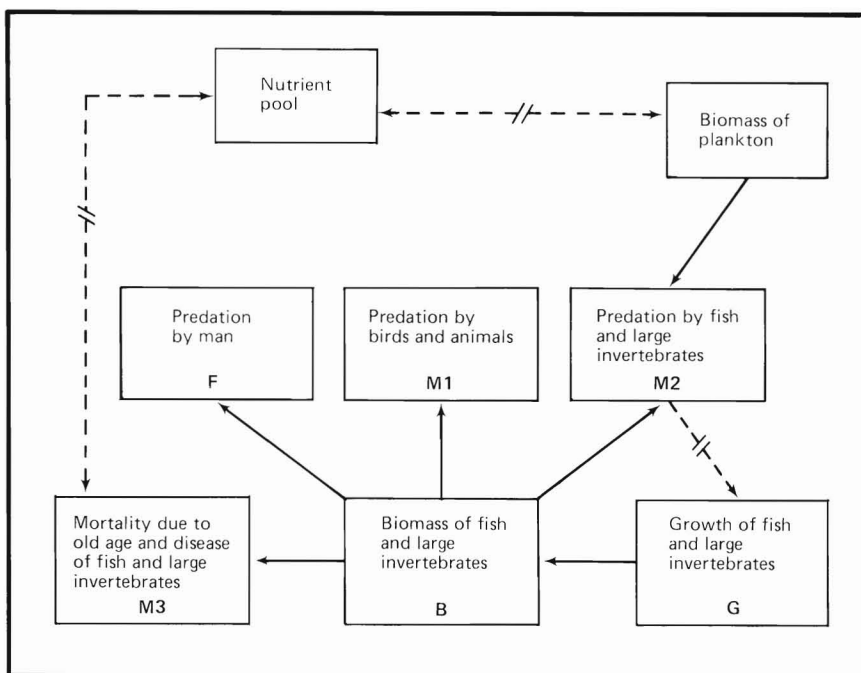 Nutrient
pool
Biomass of
plankton
Predation
by man
F
Predation by
birds and animals
M1
Predation by fish
and large
invertebrates
M2
Mortality due to
old age and disease
of fish and large
invertebrates
M3
Biomass of fish
and large
invertebrates
B
Growth of fish
and large
invertebrates
G